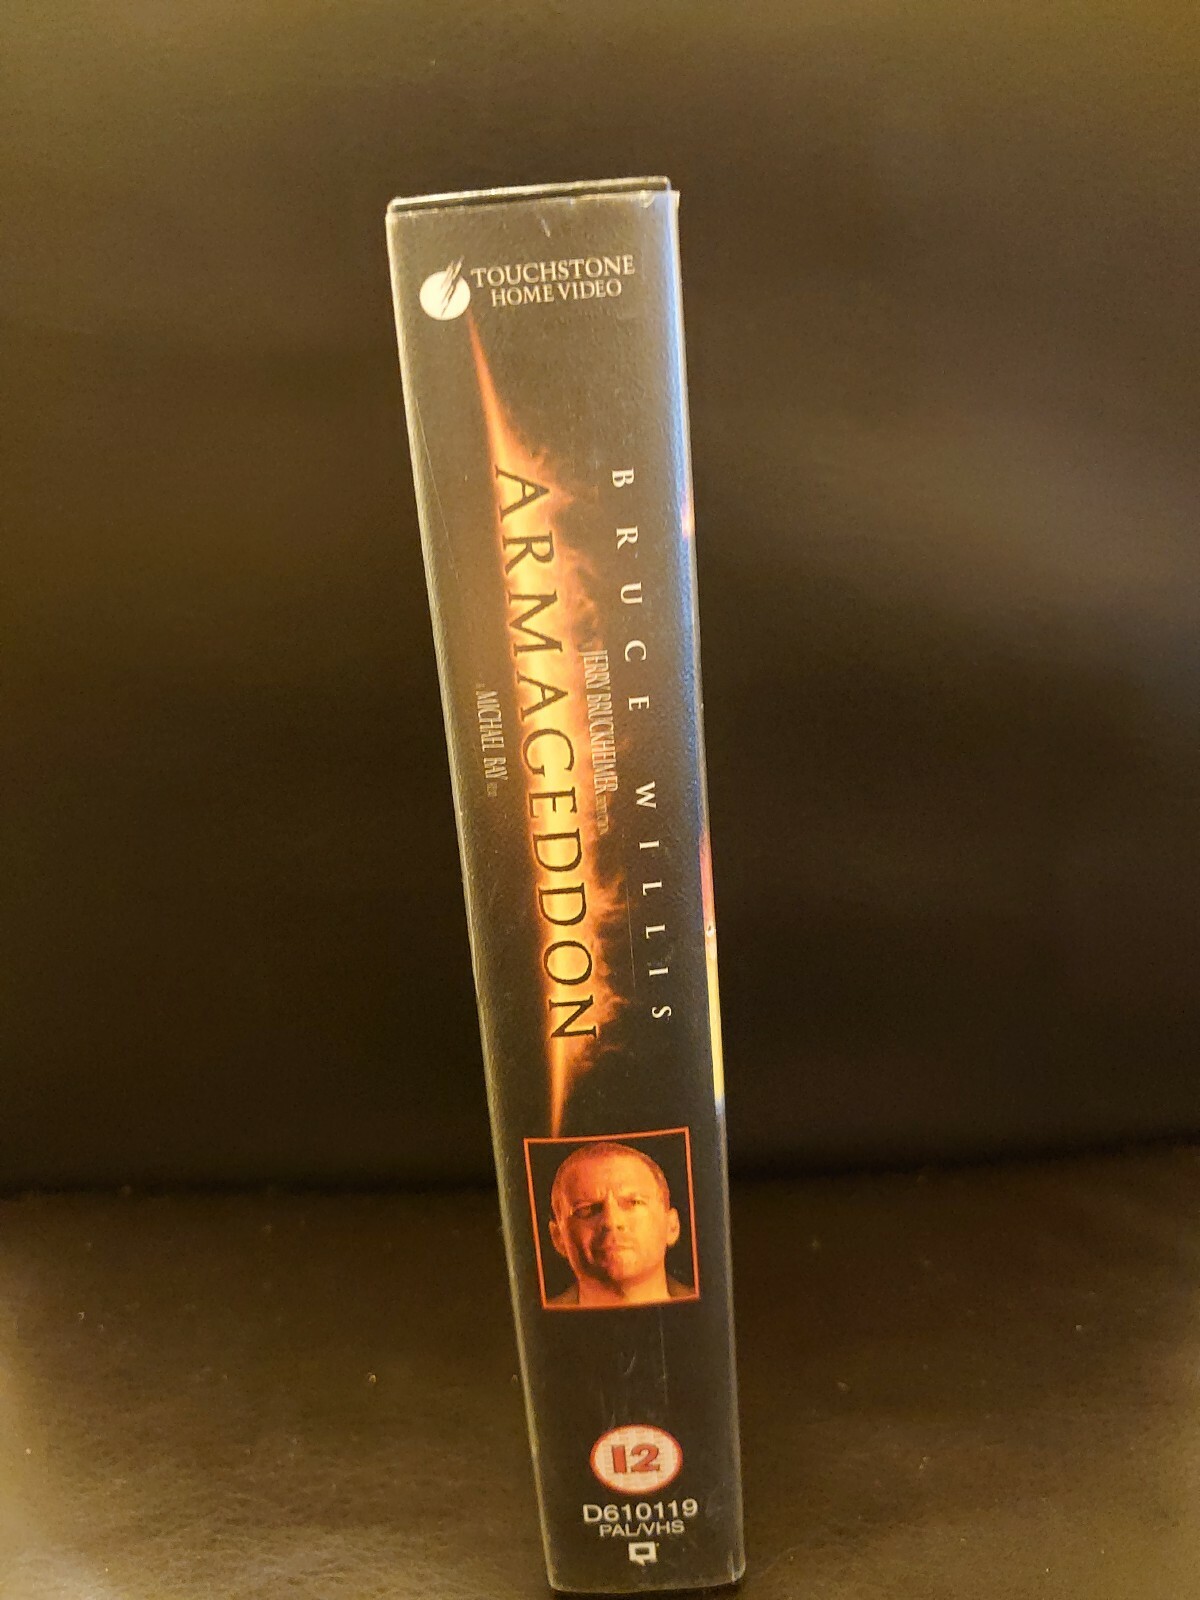 TOUCHSTONE
HOME VIDEO
BRUCE WILLIS
JERRY BRUCKHEIMER
ARMAGEDDON
MICHAEL BAY
12
D610119
PAL/VHS